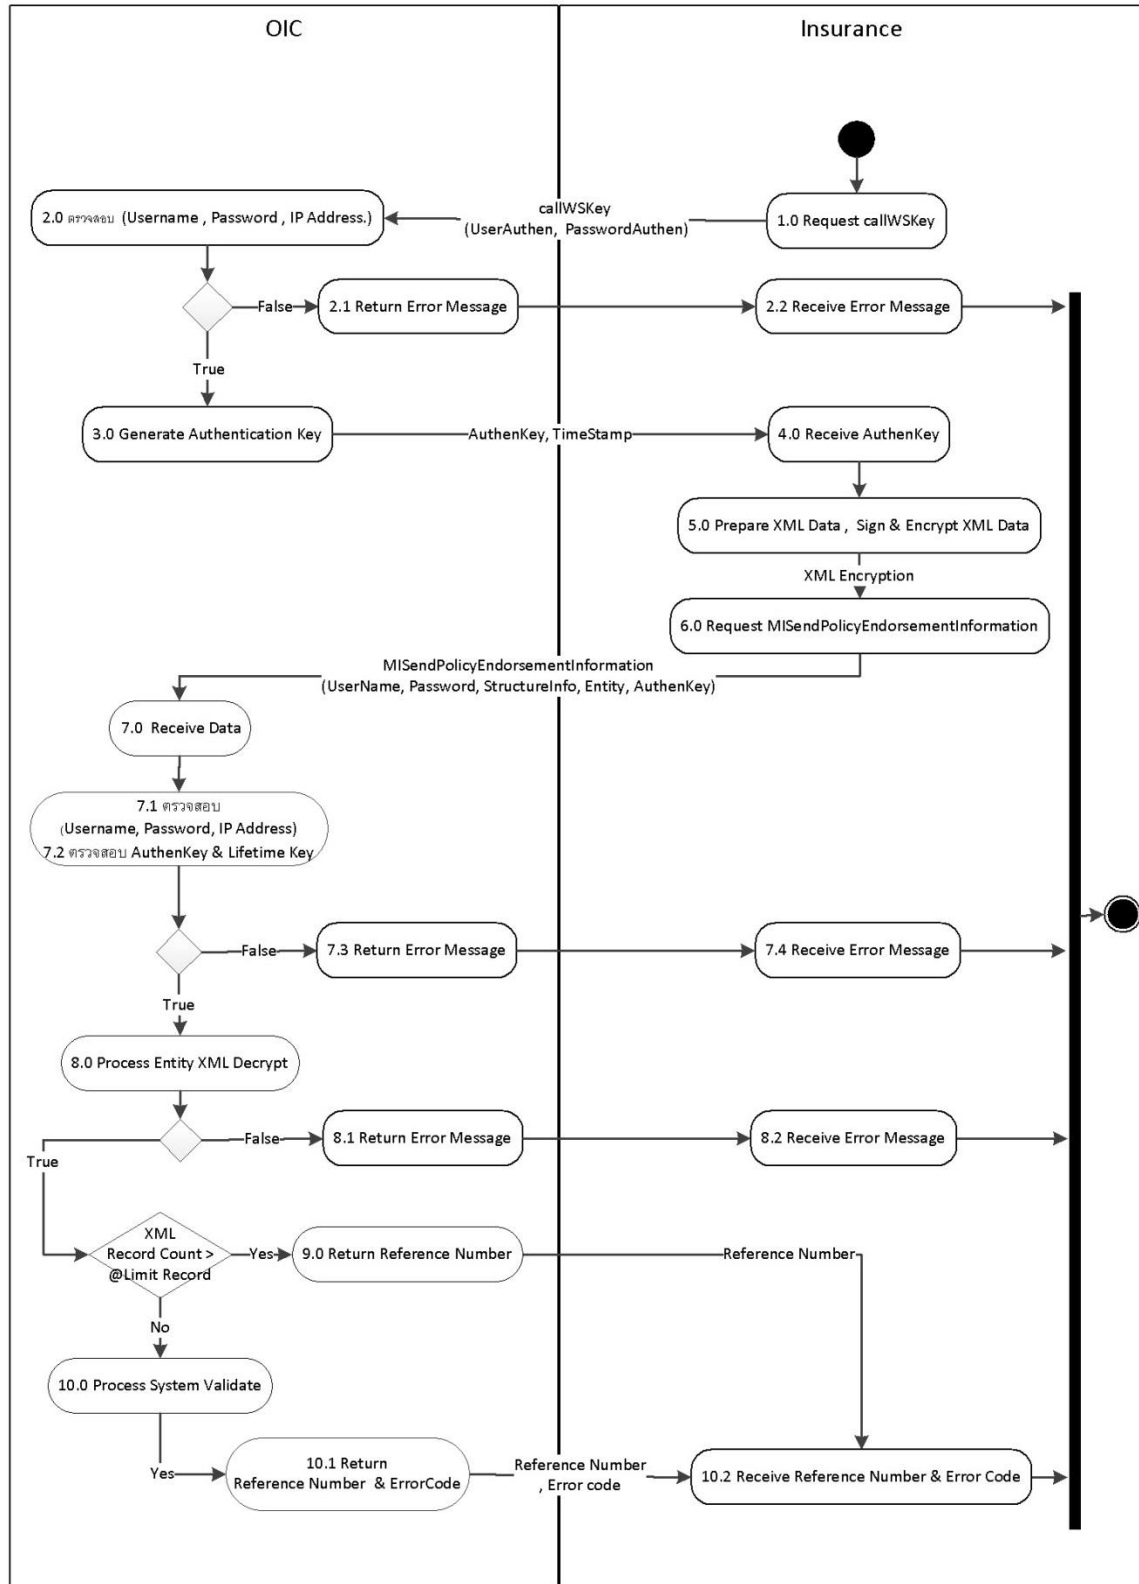 OIC
Insurance
1.0 Request callWSKey
callWSKey
(UserAuthen, PasswordAuthen)
2.0 ตรวจสอบ (Username , Password , IP Address.)
False
2.1 Return Error Message
2.2 Receive Error Message
True
3.0 Generate Authentication Key
AuthenKey, TimeStamp
4.0 Receive AuthenKey
5.0 Prepare XML Data , Sign & Encrypt XML Data
XML Encryption
6.0 Request MISendPolicyEndorsementInformation
MISendPolicyEndorsementInformation
(UserName, Password, StructureInfo, Entity, AuthenKey)
7.0 Receive Data
7.1 ตรวจสอบ
(Username, Password, IP Address)
7.2 ตรวจสอบ AuthenKey & Lifetime Key
False
7.3 Return Error Message
7.4 Receive Error Message
True
8.0 Process Entity XML Decrypt
False
8.1 Return Error Message
8.2 Receive Error Message
True
XML
Record Count >
@Limit Record
Yes
9.0 Return Reference Number
Reference Number
No
10.0 Process System Validate
Yes
10.1 Return
Reference Number & ErrorCode
Reference Number
, Error code
10.2 Receive Reference Number & Error Code